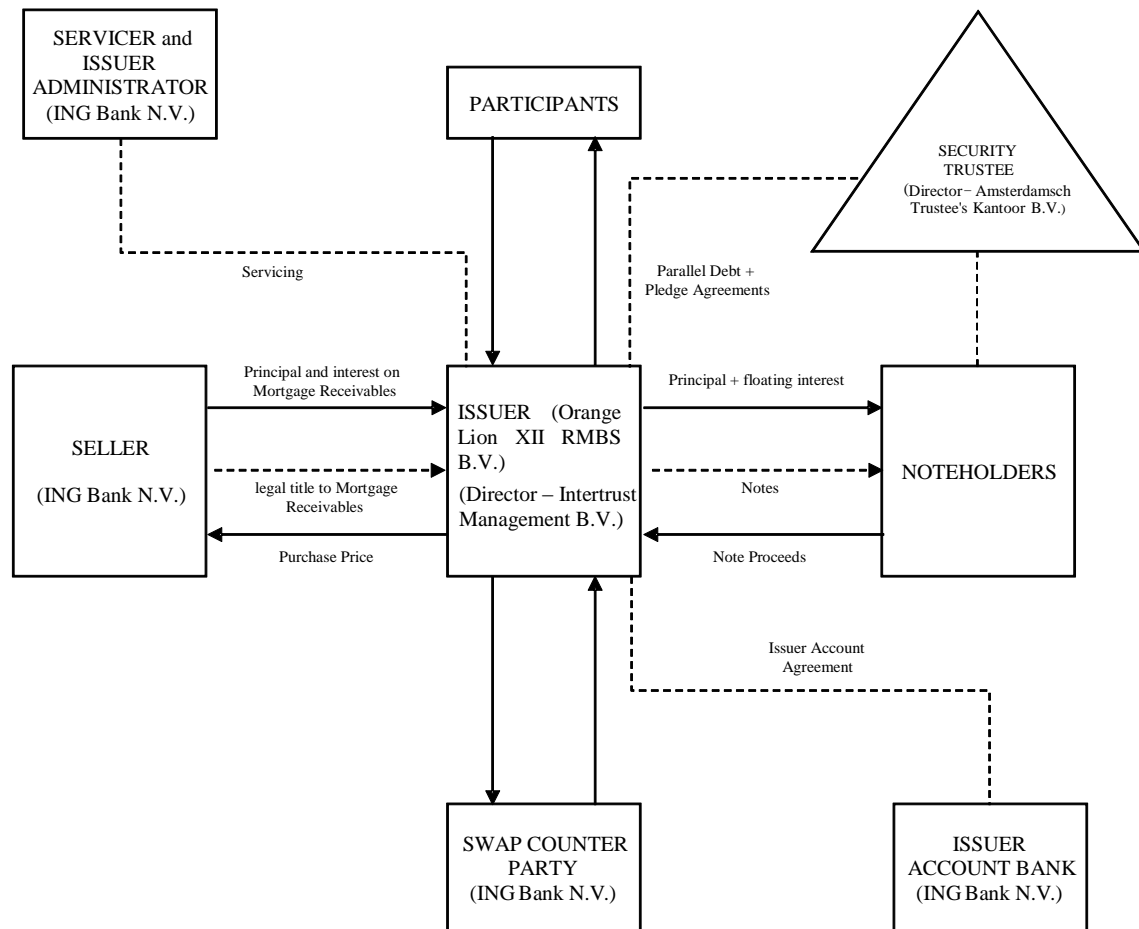 SERVICER and
ISSUER
ADMINISTRATOR
(ING Bank N.V.)
PARTICIPANTS
SECURITY
TRUSTEE
(Director– Amsterdamsch
Trustee's Kantoor B.V.)
Servicing
Parallel Debt +
Pledge Agreements
SELLER
(ING Bank N.V.)
Principal and interest on
Mortgage Receivables
legal title to Mortgage
Receivables
Purchase Price
ISSUER (Orange
Lion XII RMBS
B.V.)
(Director – Intertrust
Management B.V.)
Principal + floating interest
Notes
Note Proceeds
NOTEHOLDERS
Issuer Account
Agreement
SWAP COUNTER
PARTY
(ING Bank N.V.)
ISSUER
ACCOUNT BANK
(ING Bank N.V.)